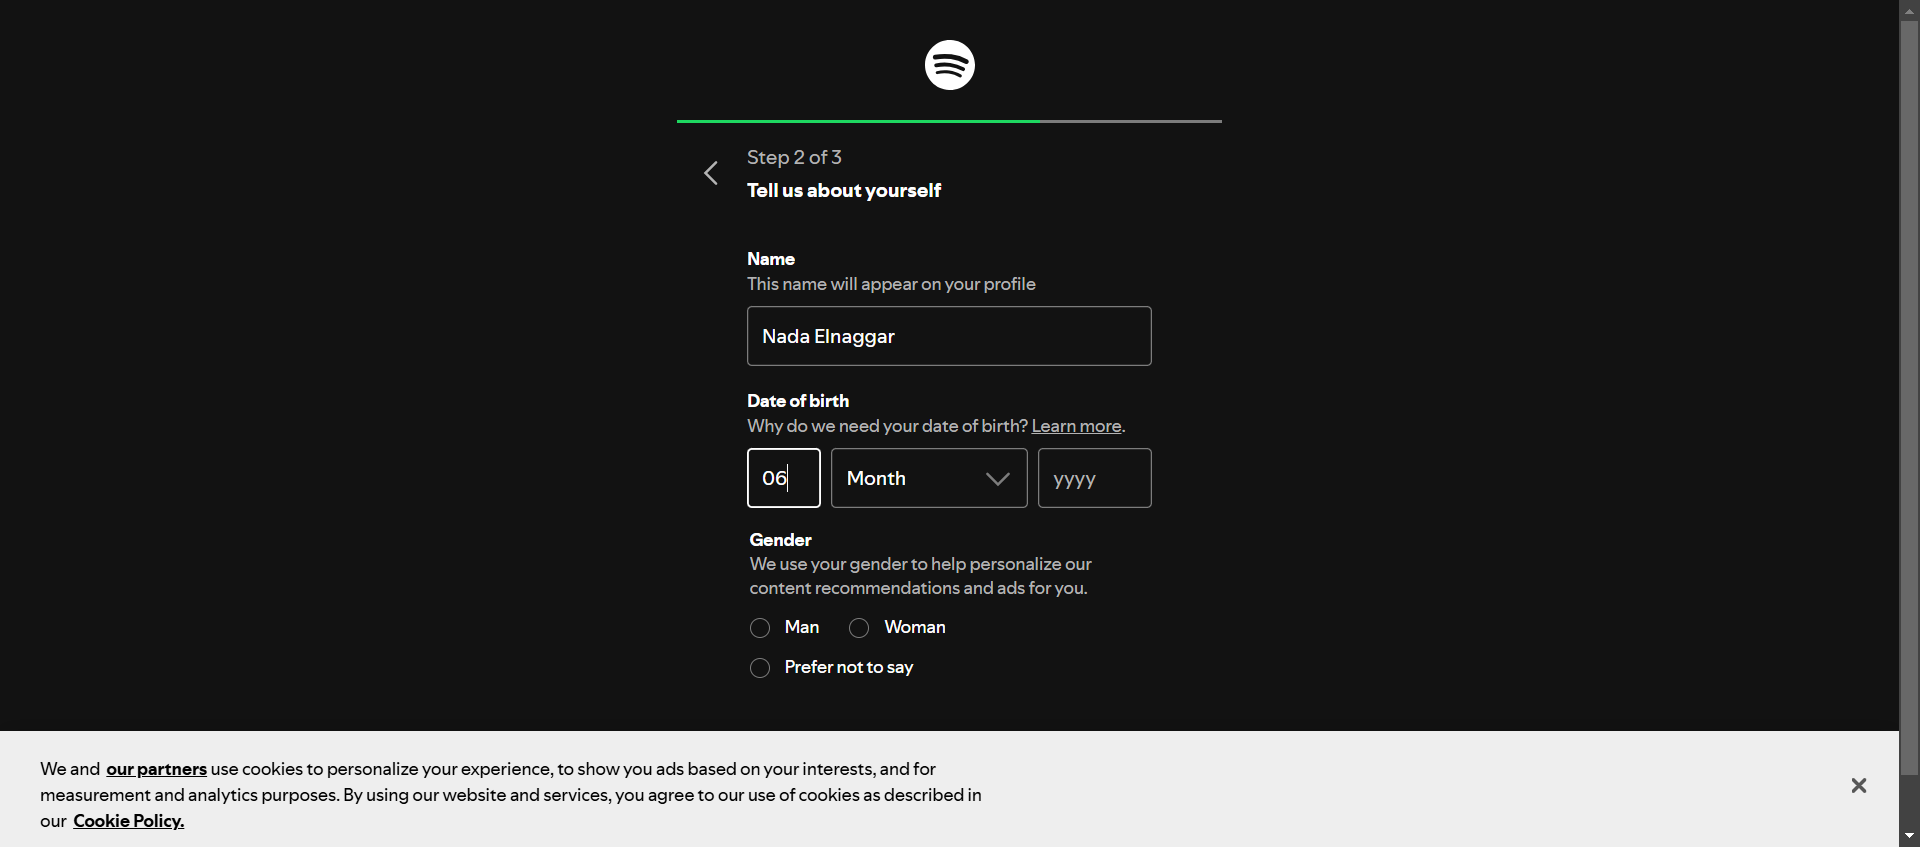 Step 2 of 3
Tell us about yourself
Name
This name will appear on your profile
Nada Elnaggar
Date of birth
Why do we need your date of birth? Learn more.
06 Month yyyy
Gender
We use your gender to help personalize our
content recommendations and ads for you.
Man Woman
Prefer not to say
We and our partners use cookies to personalize your experience, to show you ads based on your interests, and for
measurement and analytics purposes. By using our website and services, you agree to our use of cookies as described in
our Cookie Policy.